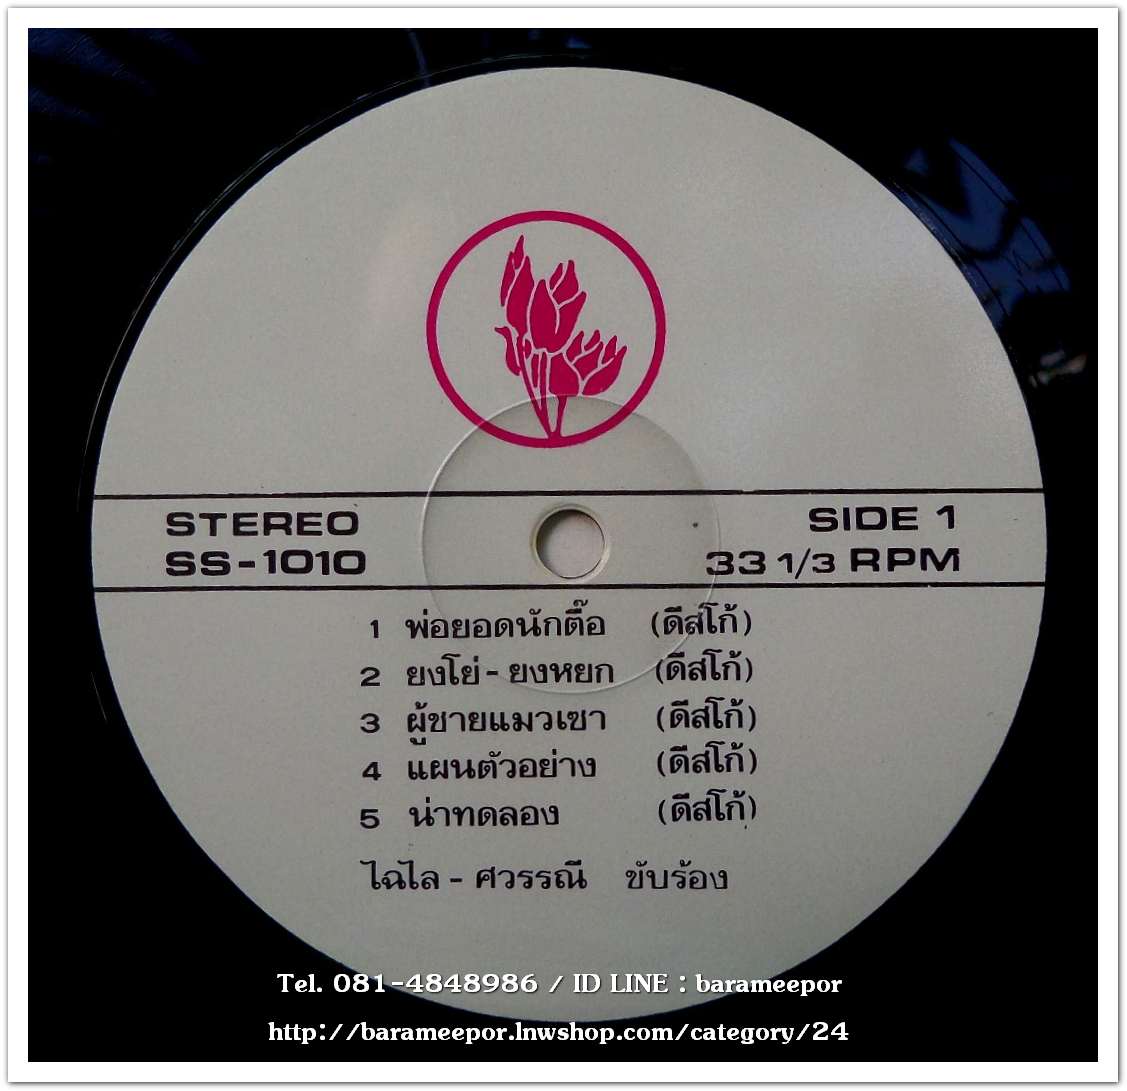 STEREO
SS-1010
SIDE 1
33 1/3 RPM
1 พ่อยอดนักตื๊อ (ดีสโก้)
2 ยงโย่ - ยงหยก (ดีสโก้)
3 ผู้ชายแมวเซา (ดีสโก้)
4 แผนตัวอย่าง (ดีสโก้)
5 น่าทดลอง (ดีสโก้)
ไฉไล - ศวรรณี ขับร้อง
Tel. 081-4848986 / ID LINE : barameepor
http://barameepor.lnwshop.com/category/24